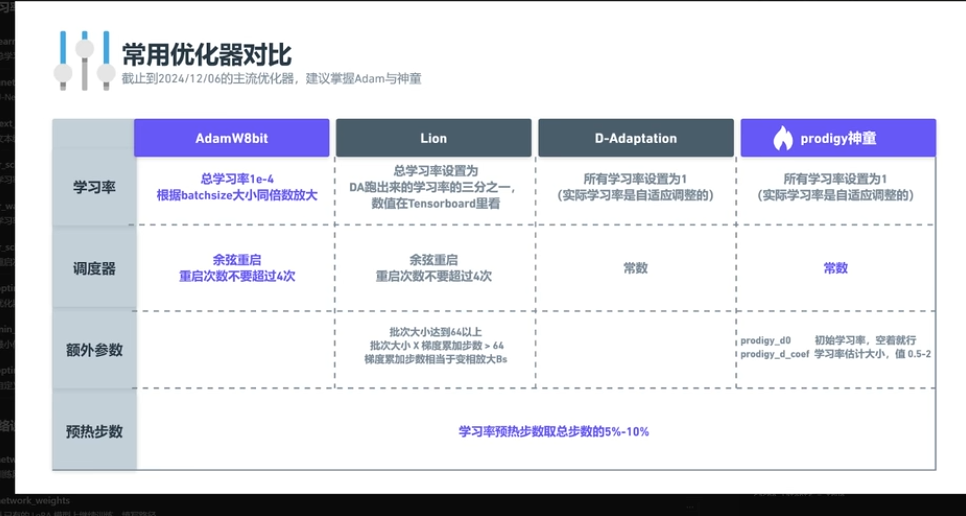 常用优化器对比
截止到2024/12/06的主流优化器，建议掌握Adam与神童
AdamW8bit
Lion
D-Adaptation
prodigy神童
学习率
总学习率1e-4
根据batchsize大小同倍数放大
总学习率设置为
DA跑出来的学习率的三分之一，
数值在Tensorboard里看
所有学习率设置为1
（实际学习率是自适应调整的）
所有学习率设置为1
（实际学习率是自适应调整的）
调度器
余弦重启
重启次数不要超过4次
余弦重启
重启次数不要超过4次
常数
常数
额外参数
批次大小达到64以上
批次大小 X 梯度累加步数 > 64
梯度累加步数相当于变相放大Bs
prodigy_d0 初始学习率，空着就行
prodigy_d_coef 学习率估计大小，值 0.5-2
预热步数
学习率预热步数取总步数的5%-10%
etwork_weights